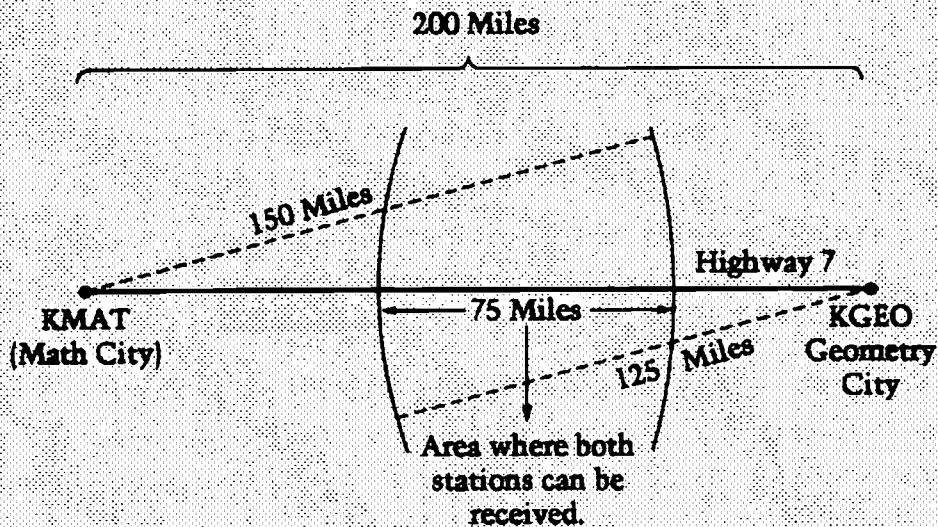 200 Miles
150 Miles
Highway 7
KMAT
(Math City)
75 Miles
KGEO
Geometry
City
125 Miles
Area where both
stations can be
received.